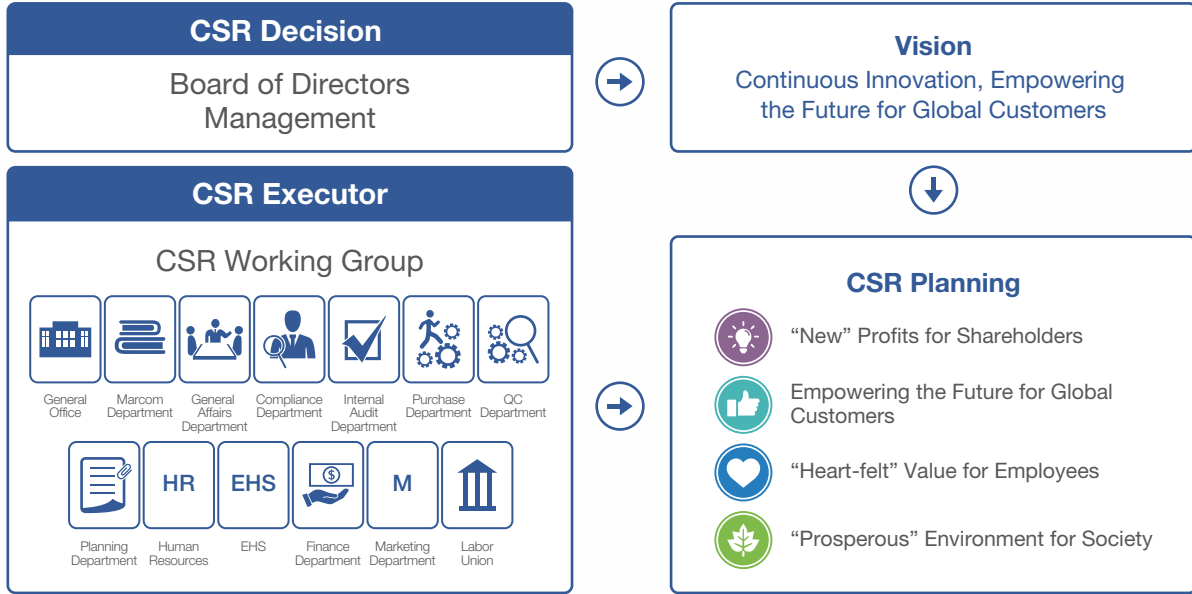 CSR Decision
Board of Directors
Management
Vision
Continuous Innovation, Empowering
the Future for Global Customers
CSR Executor
CSR Working Group
General
Office
Marcom
Department
General
Affairs
Department
Compliance
Department
Internal
Audit
Department
Purchase
Department
QC
Department
HR
EHS
$
M
Planning
Department
Human
Resources
EHS
Finance
Department
Marketing
Department
Labor
Union
CSR Planning
“New” Profits for Shareholders
Empowering the Future for Global
Customers
“Heart-felt” Value for Employees
“Prosperous” Environment for Society